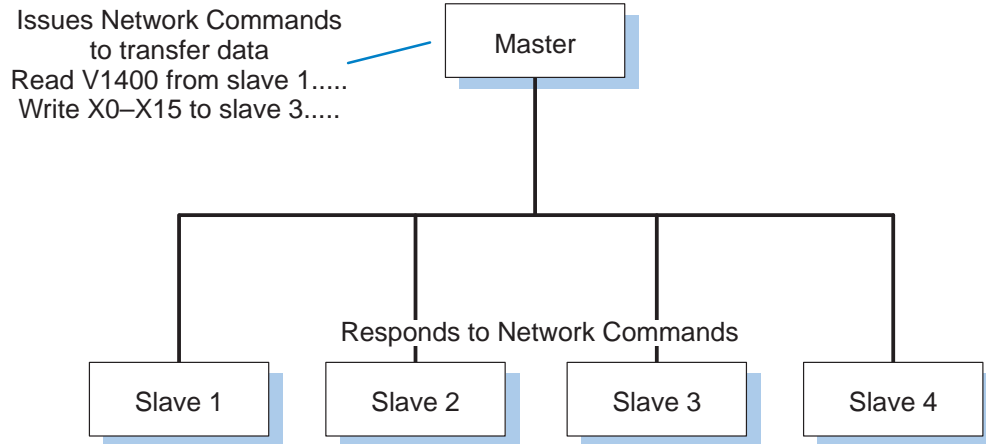 Issues Network Commands
to transfer data
Read V1400 from slave 1.....
Write X0–X15 to slave 3.....
Master
Responds to Network Commands
Slave 1
Slave 2
Slave 3
Slave 4